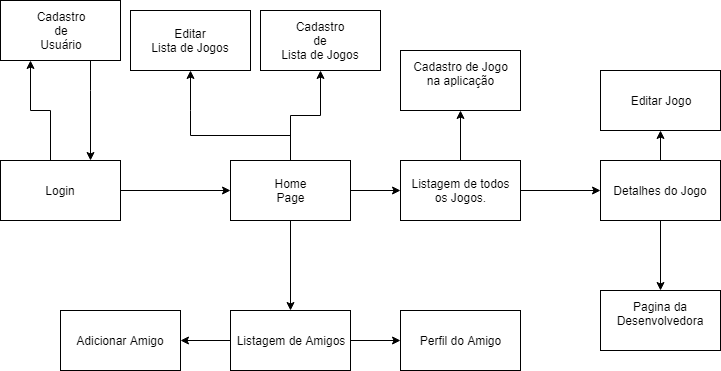 Cadastro
de
Usuário
Editar
Lista de Jogos
Cadastro
de
Lista de Jogos
Cadastro de Jogo
na aplicação
Editar Jogo
Login
Home
Page
Listagem de todos
os Jogos.
Detalhes do Jogo
Pagina da
Desenvolvedora
Adicionar Amigo
Listagem de Amigos
Perfil do Amigo